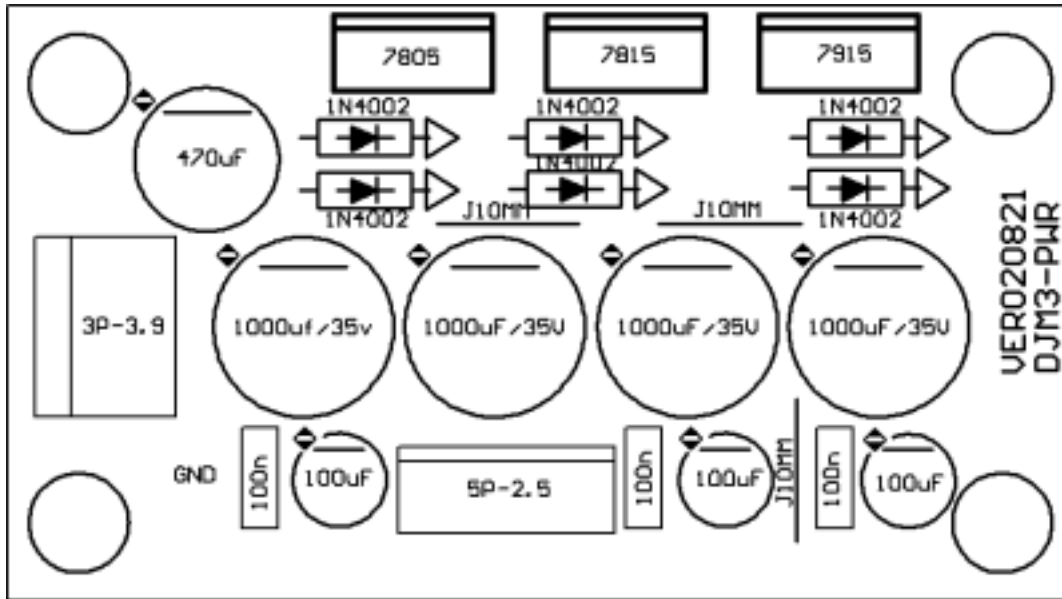 7805
7815
7915
1N4002
1N4002
1N4002
470uF
1N4002
1N4002
1N4002
J10MM
J10MM
3P-3.9
1000uf/35v
1000uF/35V
1000uF/35V
1000uF/35V
VER020821
DJM3-PWR
GND
100n
100uF
5P-2.5
100n
100uF
J10MM
100n
100uF